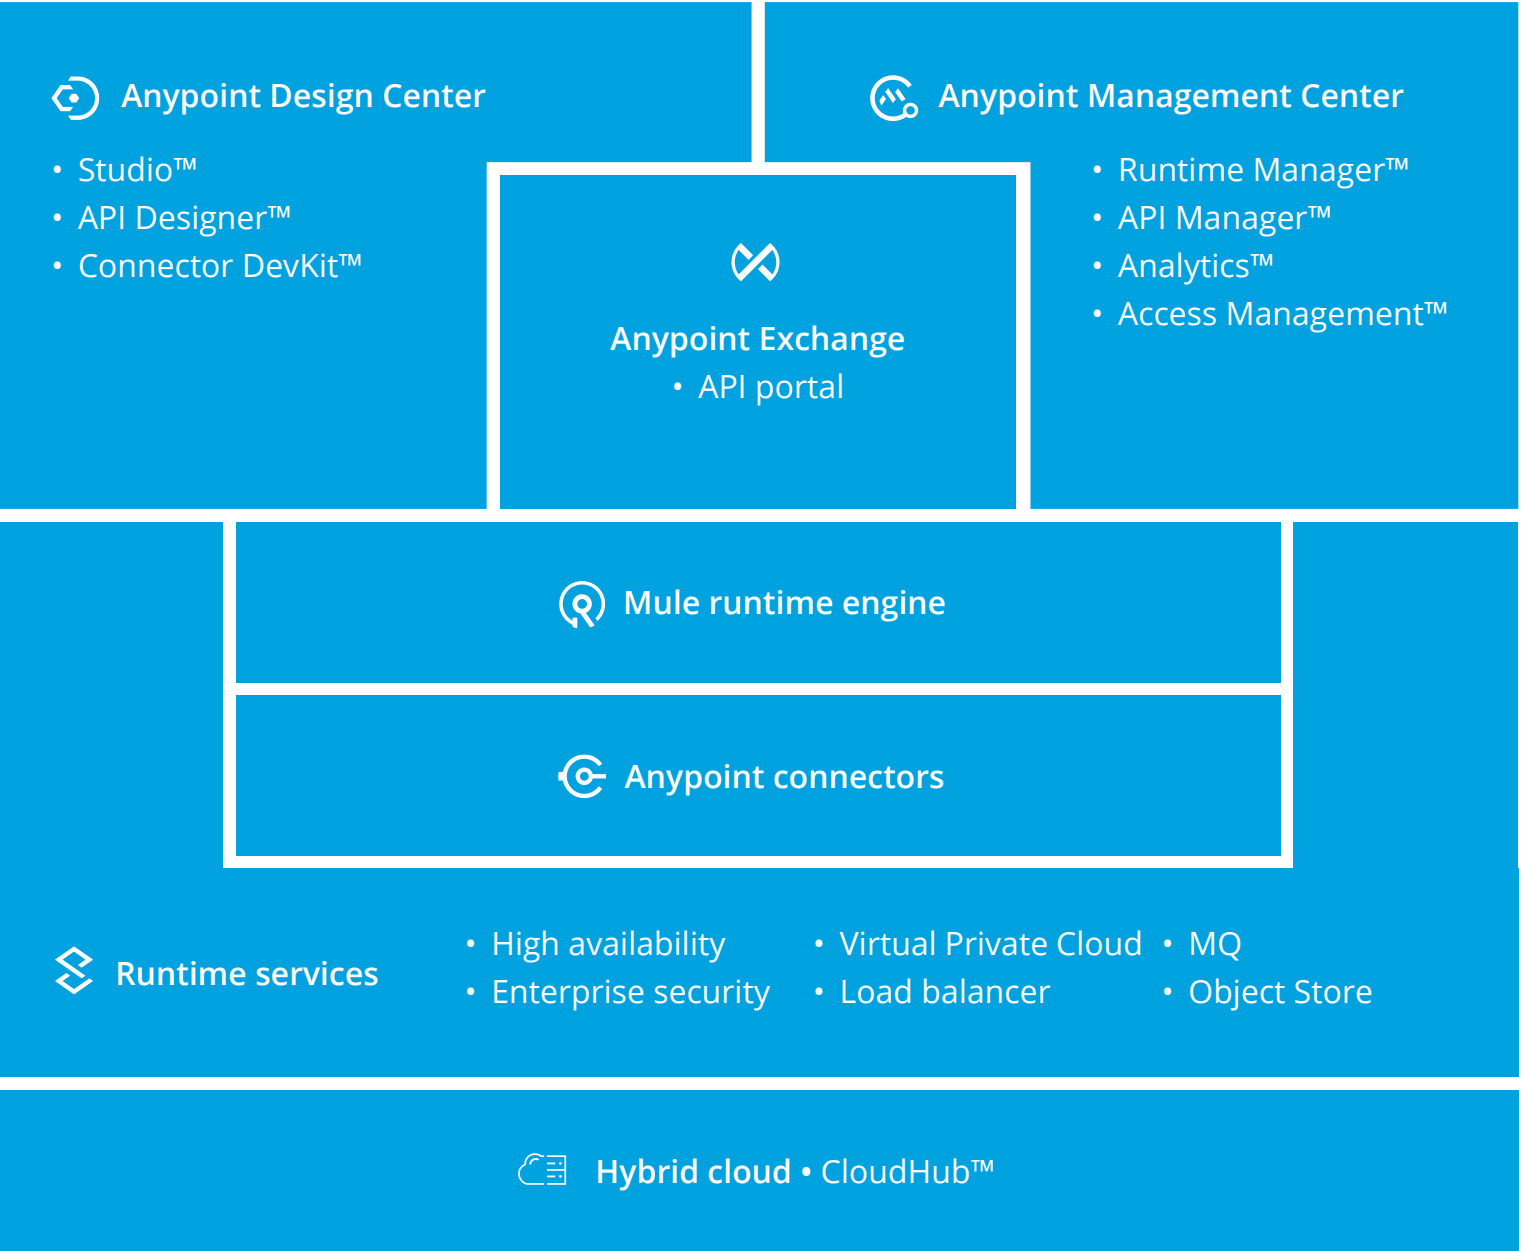 Anypoint Design Center
• Studio™
• API Designer™
• Connector DevKit™
Anypoint Management Center
• Runtime Manager™
• API Manager™
• Analytics™
• Access Management™
Anypoint Exchange
• API portal
Mule runtime engine
Anypoint connectors
Runtime services
• High availability
• Enterprise security
• Virtual Private Cloud
• Load balancer
• MQ
• Object Store
Hybrid cloud • CloudHub™